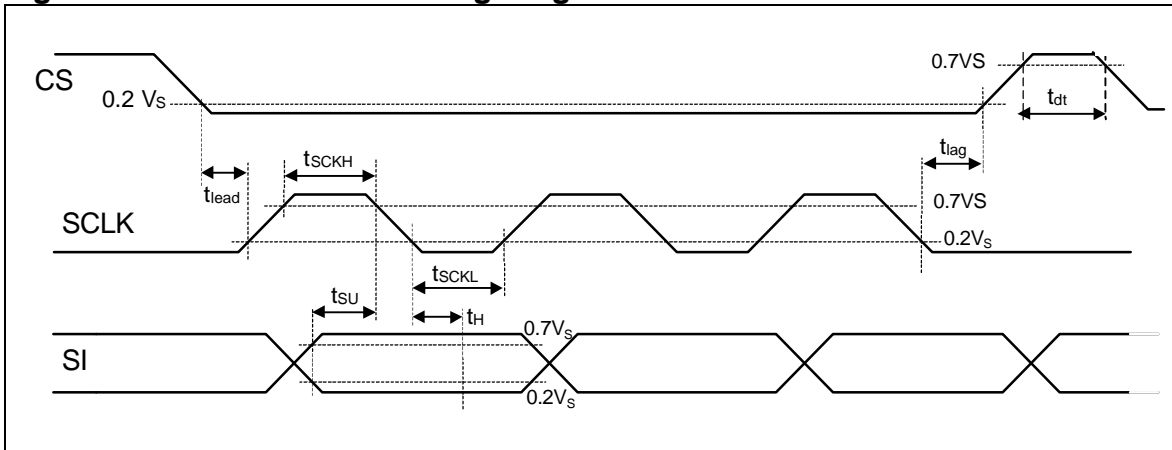 CS
0.2 VS
0.7VS
tdt
tlead
tSCKH
tlag
SCLK
0.7VS
0.2VS
tSCKL
tSU
tH
SI
0.7VS
0.2VS